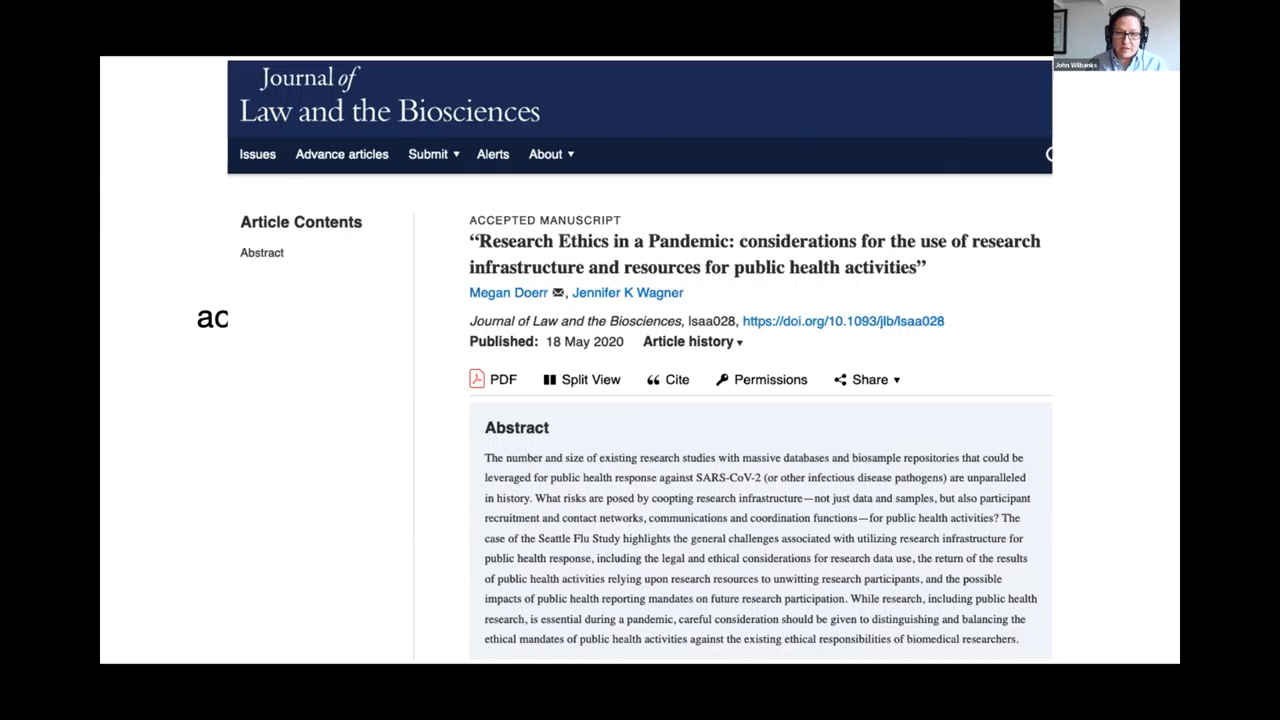 John Wilbanks
Journal of
Law and the Biosciences
Issues Advance articles Submit Alerts About
Article Contents
Abstract
ac
ACCEPTED MANUSCRIPT
“Research Ethics in a Pandemic: considerations for the use of research
infrastructure and resources for public health activities”
Megan Doerr , Jennifer K Wagner
Journal of Law and the Biosciences, lsaa028, https://doi.org/10.1093/jlb/lsaa028
Published: 18 May 2020 Article history
PDF Split View Cite Permissions Share
Abstract
The number and size of existing research studies with massive databases and biosample repositories that could be
leveraged for public health response against SARS-CoV-2 (or other infectious disease pathogens) are unparalleled
in history. What risks are posed by coopting research infrastructure—not just data and samples, but also participant
recruitment and contact networks, communications and coordination functions—for public health activities? The
case of the Seattle Flu Study highlights the general challenges associated with utilizing research infrastructure for
public health response, including the legal and ethical considerations for research data use, the return of the results
of public health activities relying upon research resources to unwitting research participants, and the possible
impacts of public health reporting mandates on future research participation. While research, including public health
research, is essential during a pandemic, careful consideration should be given to distinguishing and balancing the
ethical mandates of public health activities against the existing ethical responsibilities of biomedical researchers.